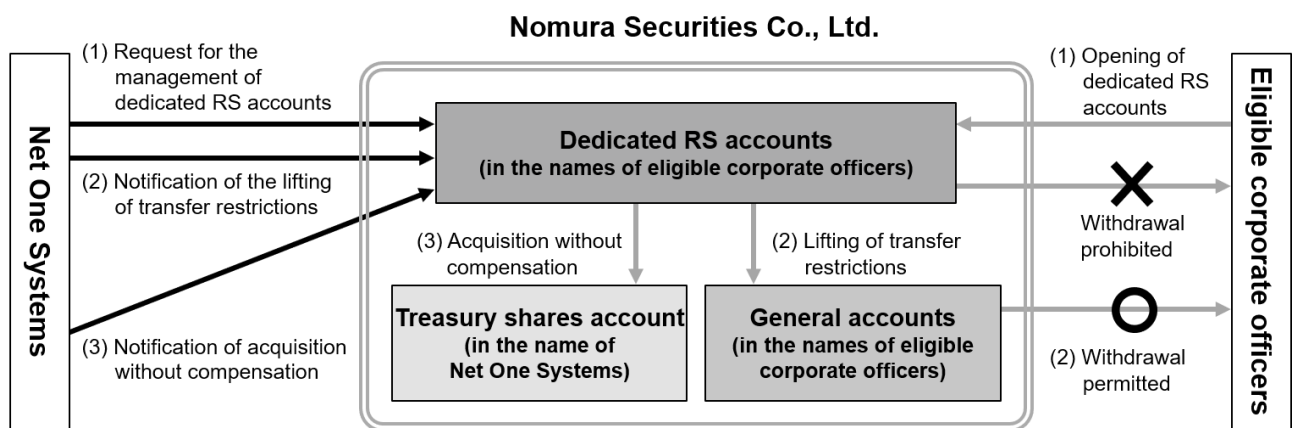 Nomura Securities Co., Ltd.
Net One Systems
(1) Request for the
management of
dedicated RS accounts
(2) Notification of the lifting
of transfer restrictions
(3) Notification of acquisition
without compensation
Dedicated RS accounts
(in the names of eligible corporate officers)
(3) Acquisition without
compensation
(2) Lifting of transfer
restrictions
Treasury shares account
(in the name of
Net One Systems)
General accounts
(in the names of eligible
corporate officers)
(1) Opening of
dedicated RS
accounts
Withdrawal
prohibited
(2) Withdrawal
permitted
Eligible corporate officers